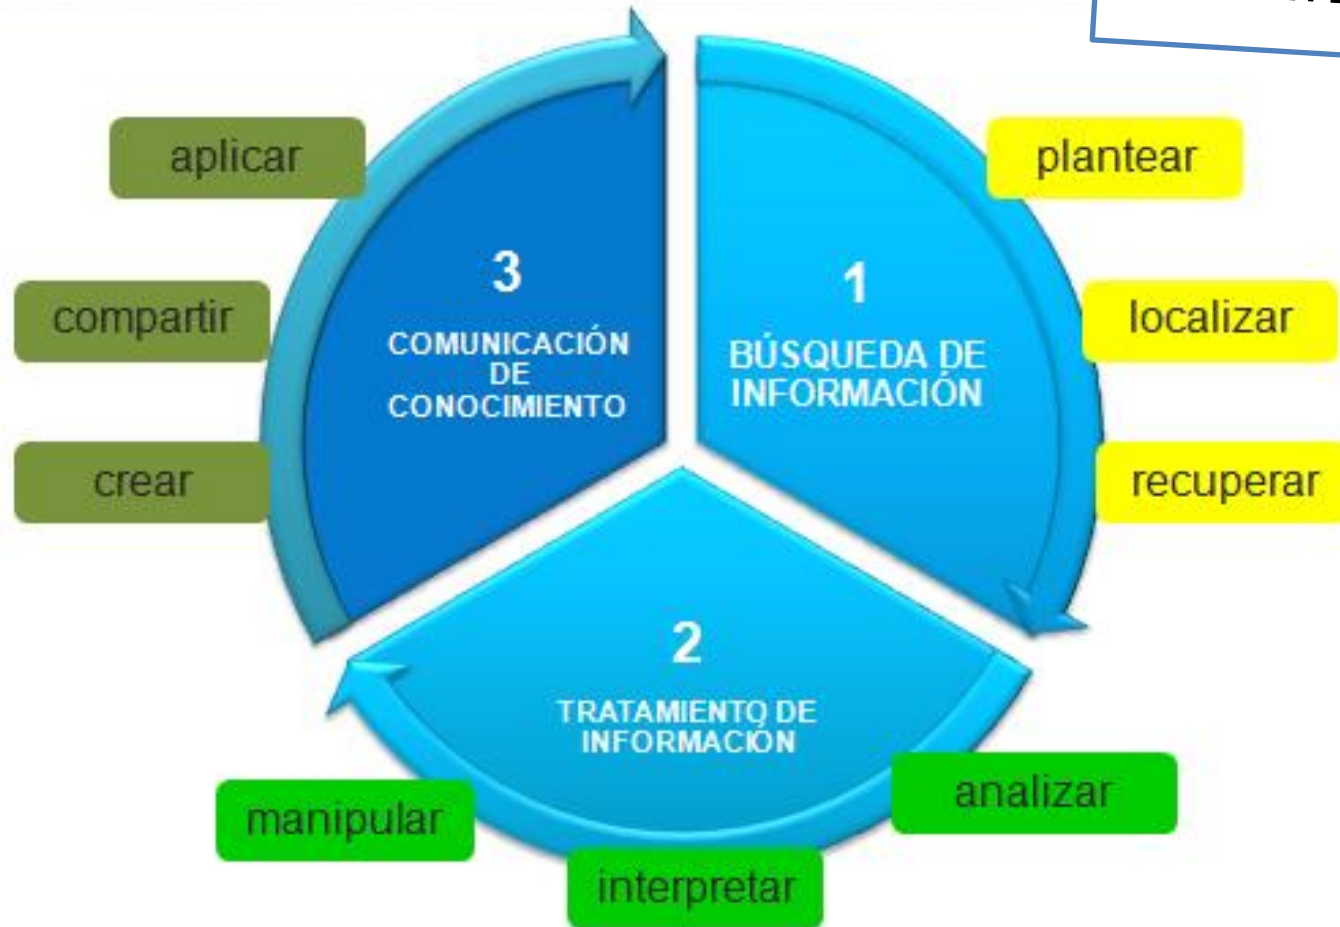 plantear
localizar
recuperar
1
BÚSQUEDA DE
INFORMACIÓN
analizar
interpretar
manipular
2
TRATAMIENTO DE
INFORMACIÓN
crear
compartir
aplicar
3
COMUNICACIÓN
DE
CONOCIMIENTO